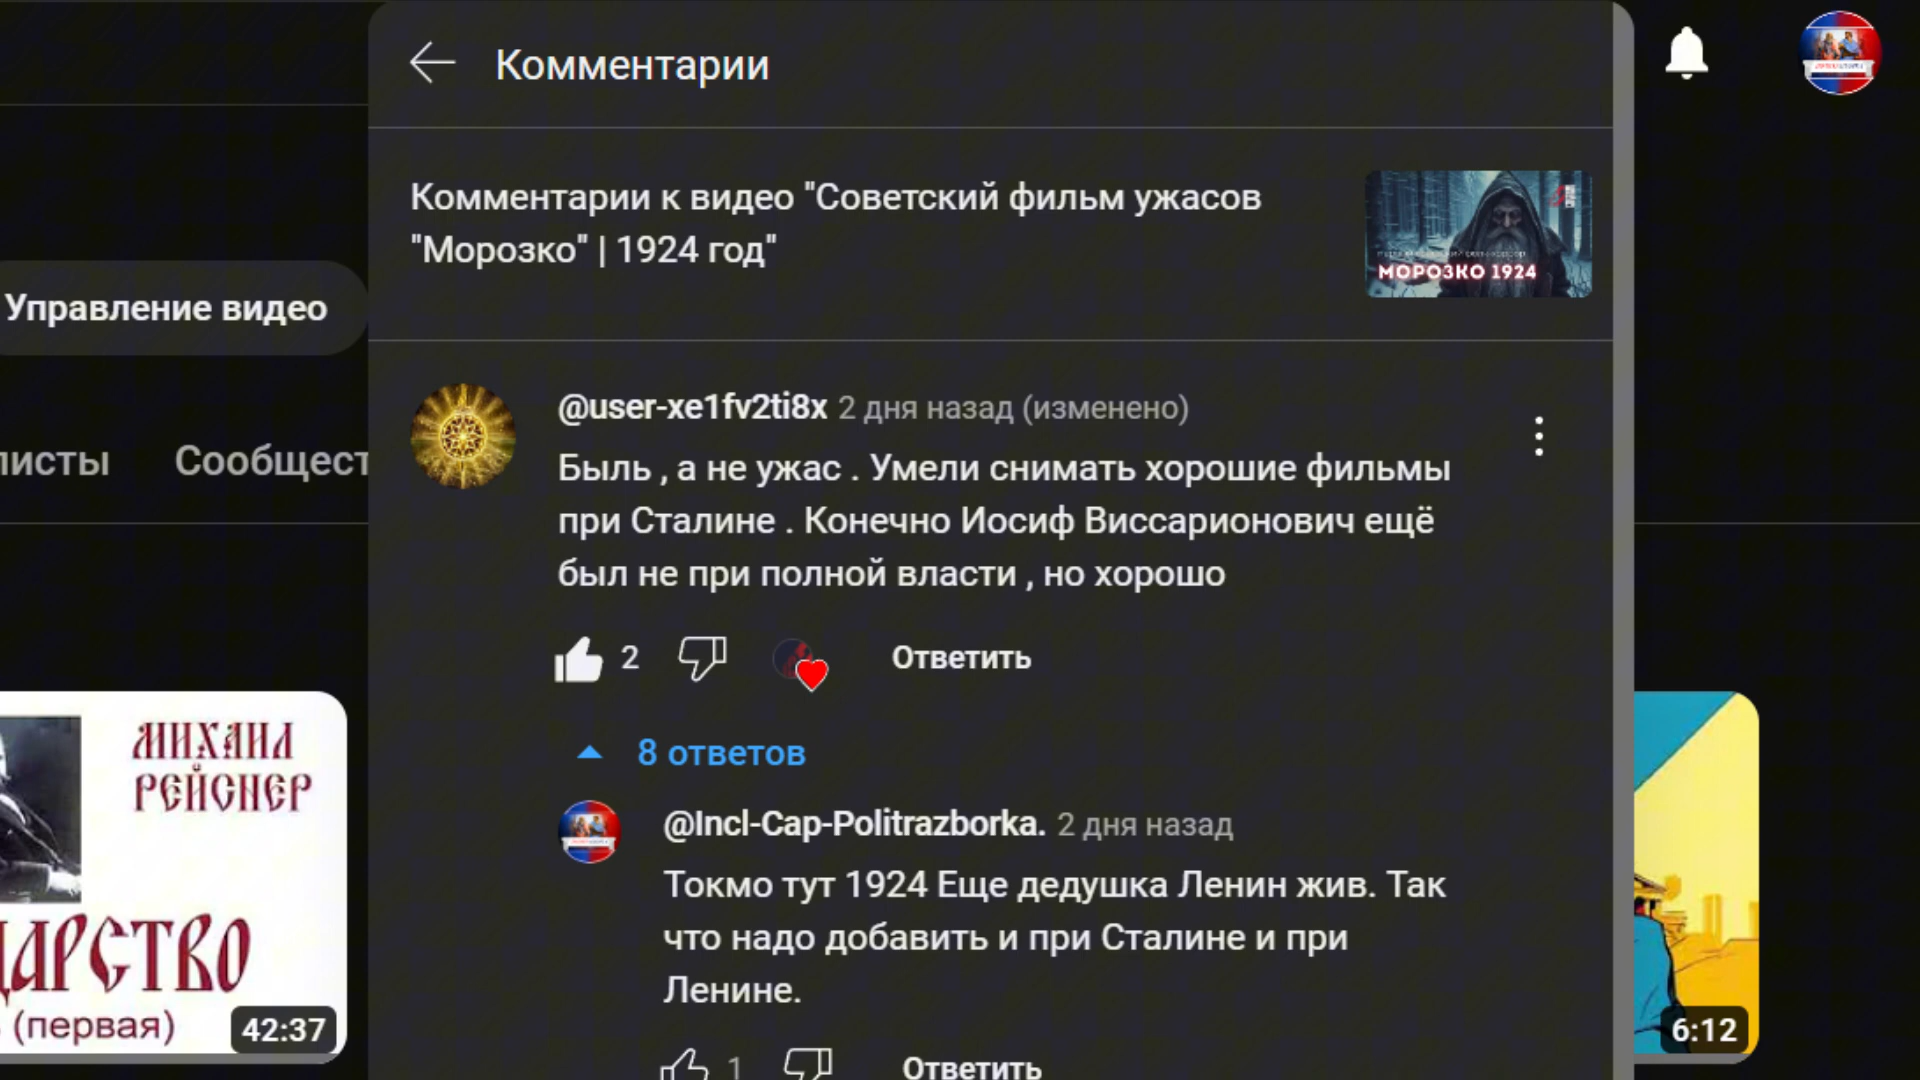 Комментарии
Комментарии к видео "Советский фильм ужасов
"Морозко" | 1924 год"
МОРОЗКО 1924
Управление видео
листы Сообщест
@user-xe1fv2ti8x 2 дня назад (изменено)
Быль , а не ужас . Умели снимать хорошие фильмы
при Сталине . Конечно Иосиф Виссарионович ещё
был не при полной власти , но хорошо
2 Ответить
8 ответов
@Incl-Cap-Politrazborka. 2 дня назад
Токмо тут 1924 Еще дедушка Ленин жив. Так
что надо добавить и при Сталине и при
Ленине.
1 Ответить
МИХАИЛ
РЕЙСНЕР
ДАРСТВО
(первая)
42:37
6:12